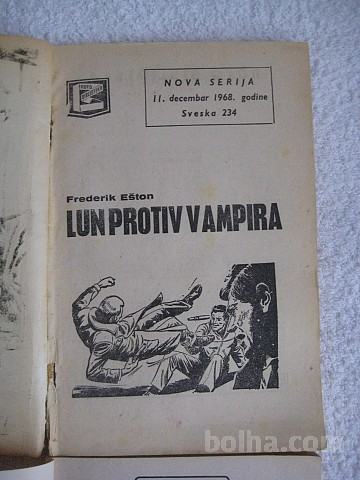 NOVA SERIJA
11. decembar 1968. godine
Sveska 234
Frederik Ešton
LUN PROTIV VAMPIRA
bolha.com